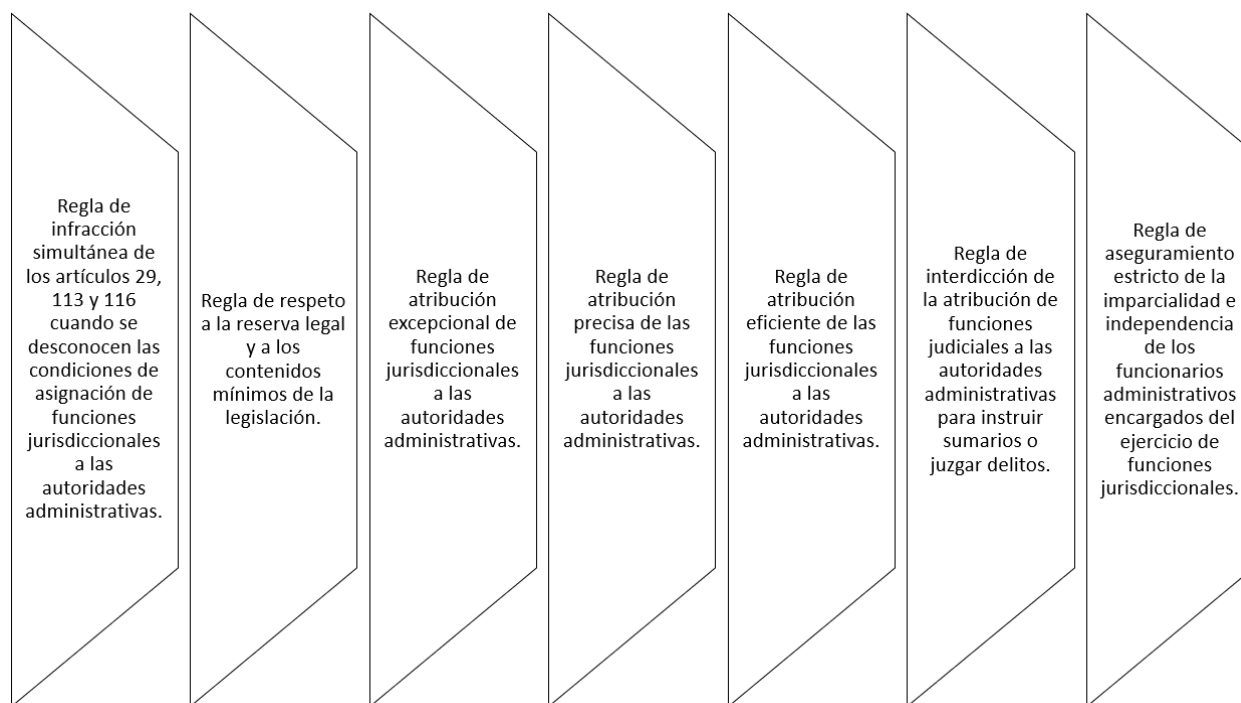 Regla de
infracción
simultánea de
los artículos 29,
113 y 116
cuando se
desconocen las
condiciones de
asignación de
funciones
jurisdiccionales
a las
autoridades
administrativas.
Regla de respeto
a la reserva legal
y a los
contenidos
mínimos de la
legislación.
Regla de
atribución
excepcional de
funciones
jurisdiccionales
a las autoridades
administrativas.
Regla de
atribución
precisa de las
funciones
jurisdiccionales
a las
autoridades
administrativas.
Regla de
atribución
eficiente de las
funciones
jurisdiccionales
a las
autoridades
administrativas.
Regla de
interdicción de
la atribución de
funciones
judiciales a las
autoridades
administrativas
para instruir
sumarios o
juzgar delitos.
Regla de
aseguramiento
estricto de la
imparcialidad e
independencia
de los
funcionarios
administrativos
encargados del
ejercicio de
funciones
jurisdiccionales.